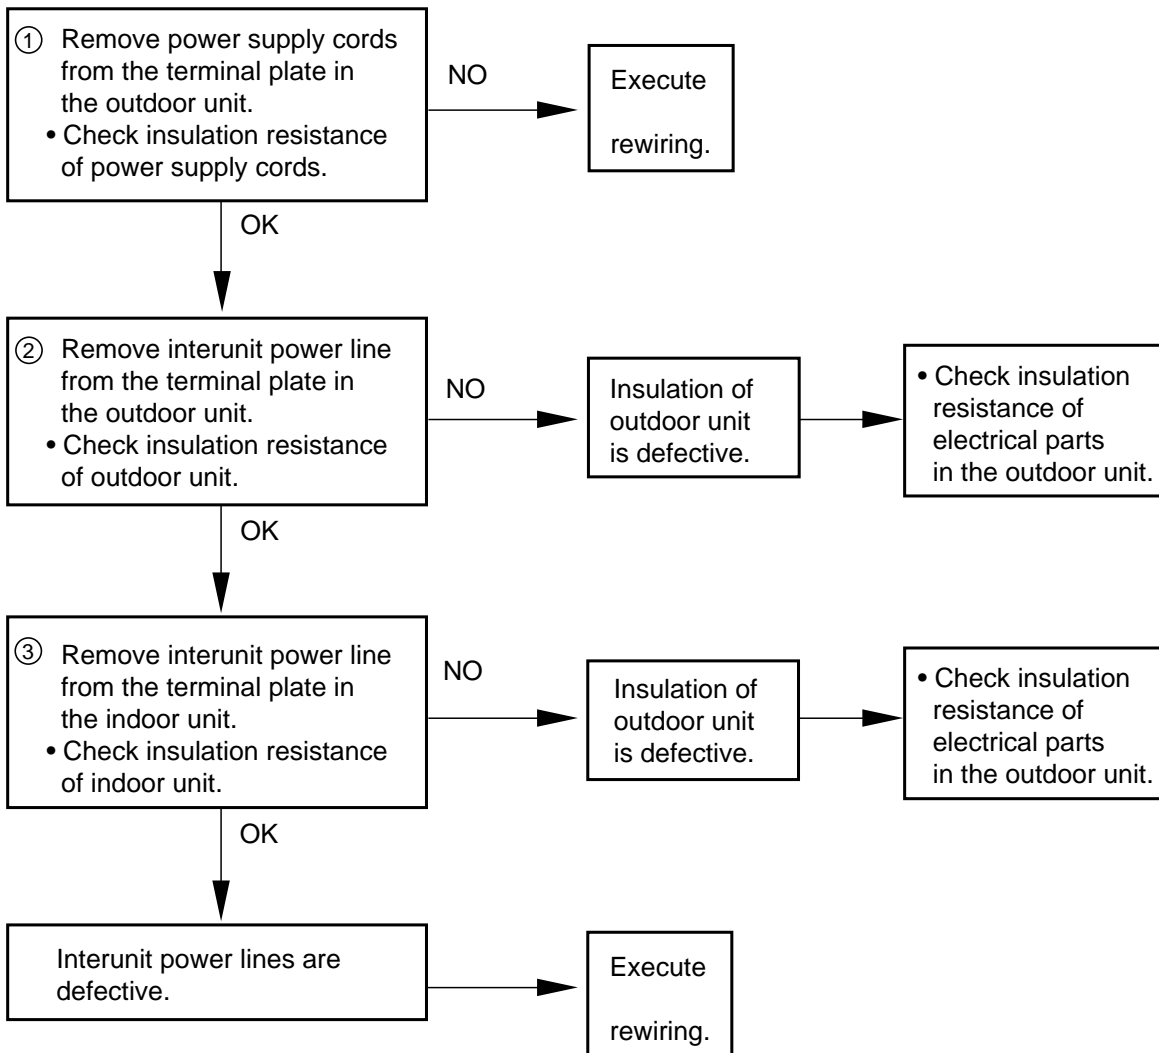 ① Remove power supply cords
from the terminal plate in
the outdoor unit.
• Check insulation resistance
of power supply cords.
NO
Execute
rewiring.
OK
② Remove interunit power line
from the terminal plate in
the outdoor unit.
• Check insulation resistance
of outdoor unit.
NO
Insulation of
outdoor unit
is defective.
• Check insulation
resistance of
electrical parts
in the outdoor unit.
OK
③ Remove interunit power line
from the terminal plate in
the indoor unit.
• Check insulation resistance
of indoor unit.
NO
Insulation of
outdoor unit
is defective.
• Check insulation
resistance of
electrical parts
in the outdoor unit.
OK
Interunit power lines are
defective.
Execute
rewiring.